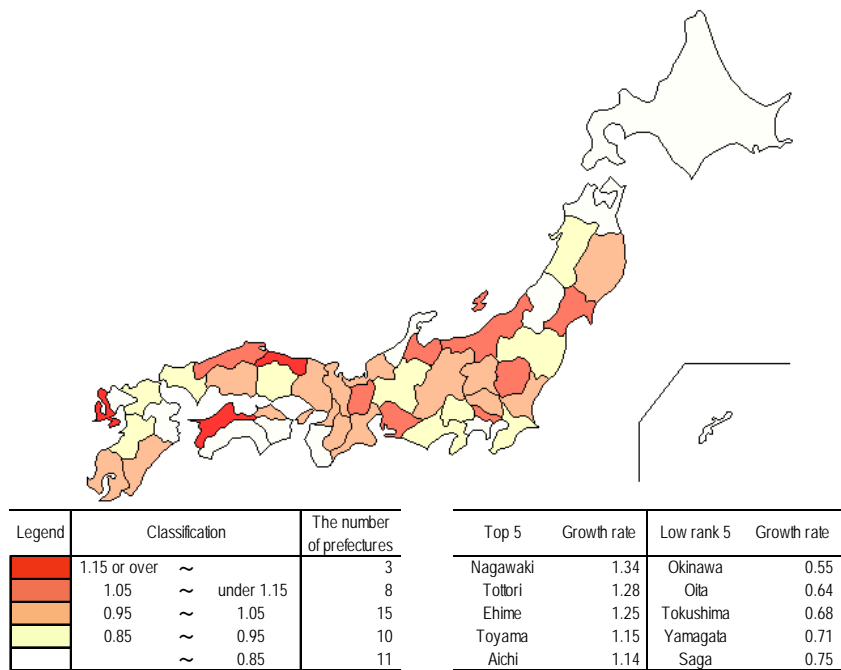 Legend Classification The number of prefectures
1.15 or over ~ 3
1.05 ~ under 1.15 8
0.95 ~ 1.05 15
0.85 ~ 0.95 10
~ 0.85 11
Top 5 Growth rate Low rank 5 Growth rate
Nagawaki 1.34 Okinawa 0.55
Tottori 1.28 Oita 0.64
Ehime 1.25 Tokushima 0.68
Toyama 1.15 Yamagata 0.71
Aichi 1.14 Saga 0.75